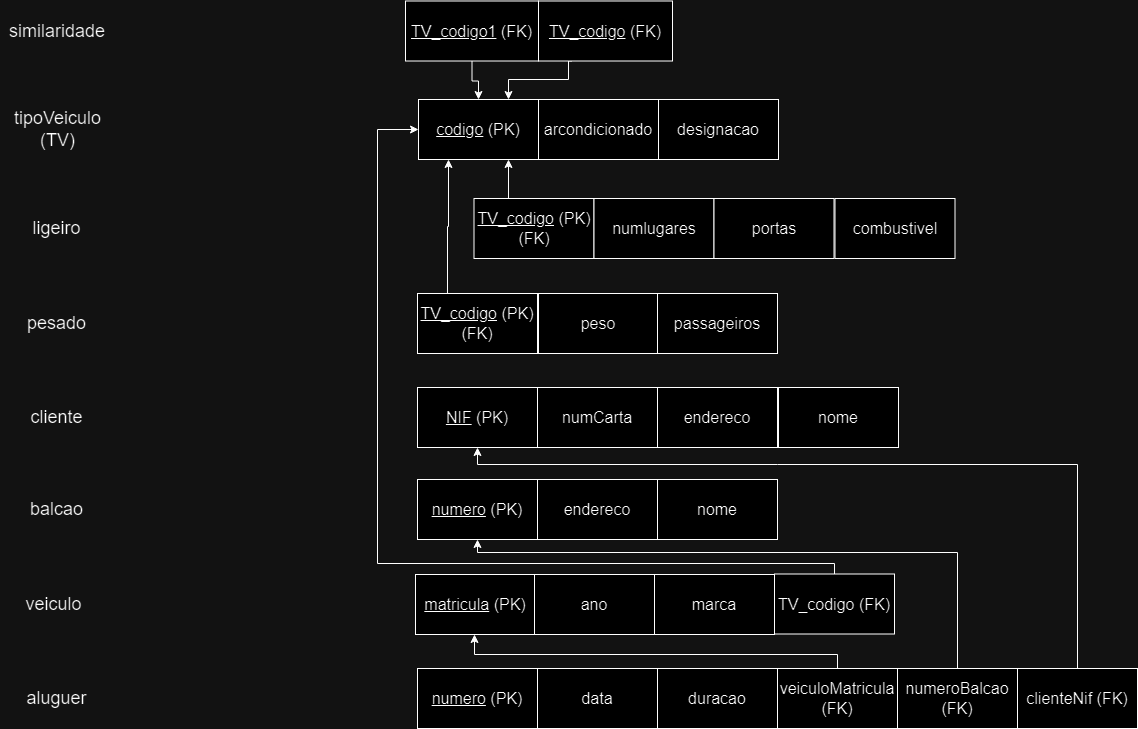 similaridade
TV_codigo1 (FK)
TV_codigo (FK)
tipoVeiculo
(TV)
codigo (PK)
arcondicionado
designacao
ligeiro
TV_codigo (PK)
(FK)
numlugares
portas
combustivel
pesado
TV_codigo (PK)
(FK)
peso
passageiros
cliente
NIF (PK)
numCarta
endereco
nome
balcao
numero (PK)
endereco
nome
veiculo
matricula (PK)
ano
marca
TV_codigo (FK)
aluguer
numero (PK)
data
duracao
veiculoMatricula
(FK)
numeroBalcao
(FK)
clienteNif (FK)